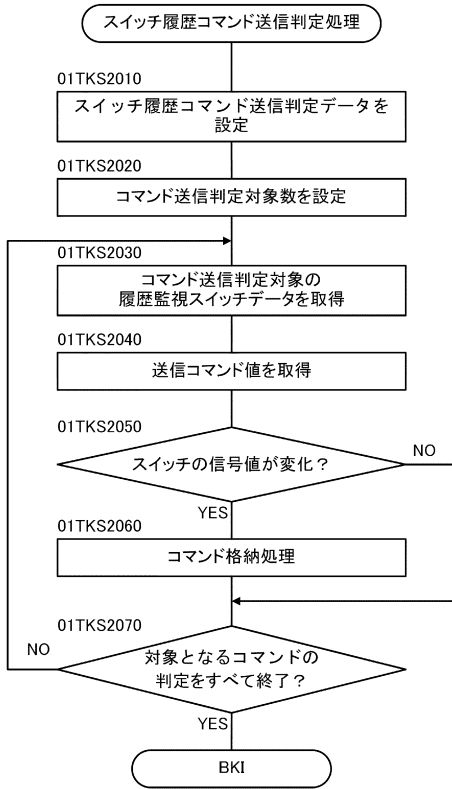 スイッチ履歴コマンド送信判定処理
01TKS2010
スイッチ履歴コマンド送信判定データを
設定
01TKS2020
コマンド送信判定対象数を設定
01TKS2030
コマンド送信判定対象の
履歴監視スイッチデータを取得
01TKS2040
送信コマンド値を取得
01TKS2050
スイッチの信号値が変化？
NO
YES
01TKS2060
コマンド格納処理
01TKS2070
NO
対象となるコマンドの
判定をすべて終了？
YES
BKI